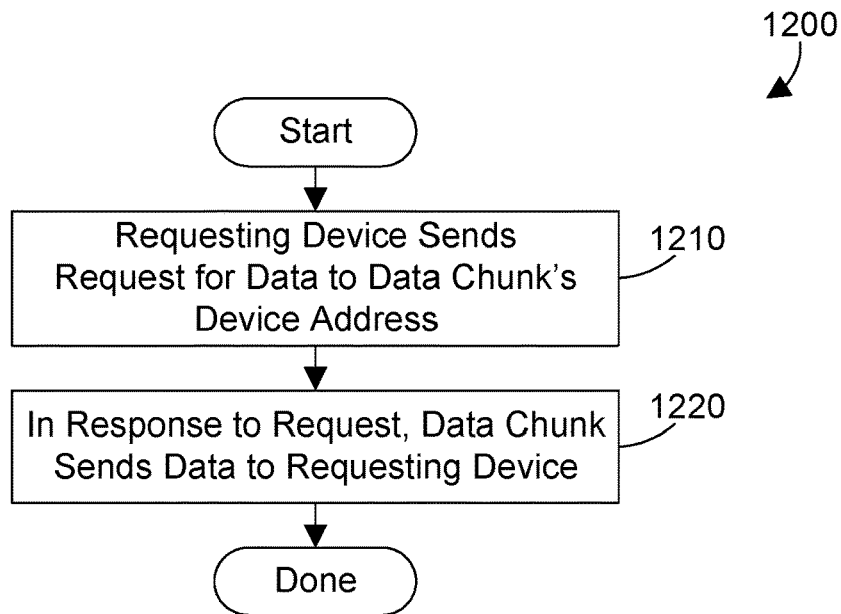 1200
Start
Requesting Device Sends
Request for Data to Data Chunk's
Device Address
1210
In Response to Request, Data Chunk
Sends Data to Requesting Device
1220
Done